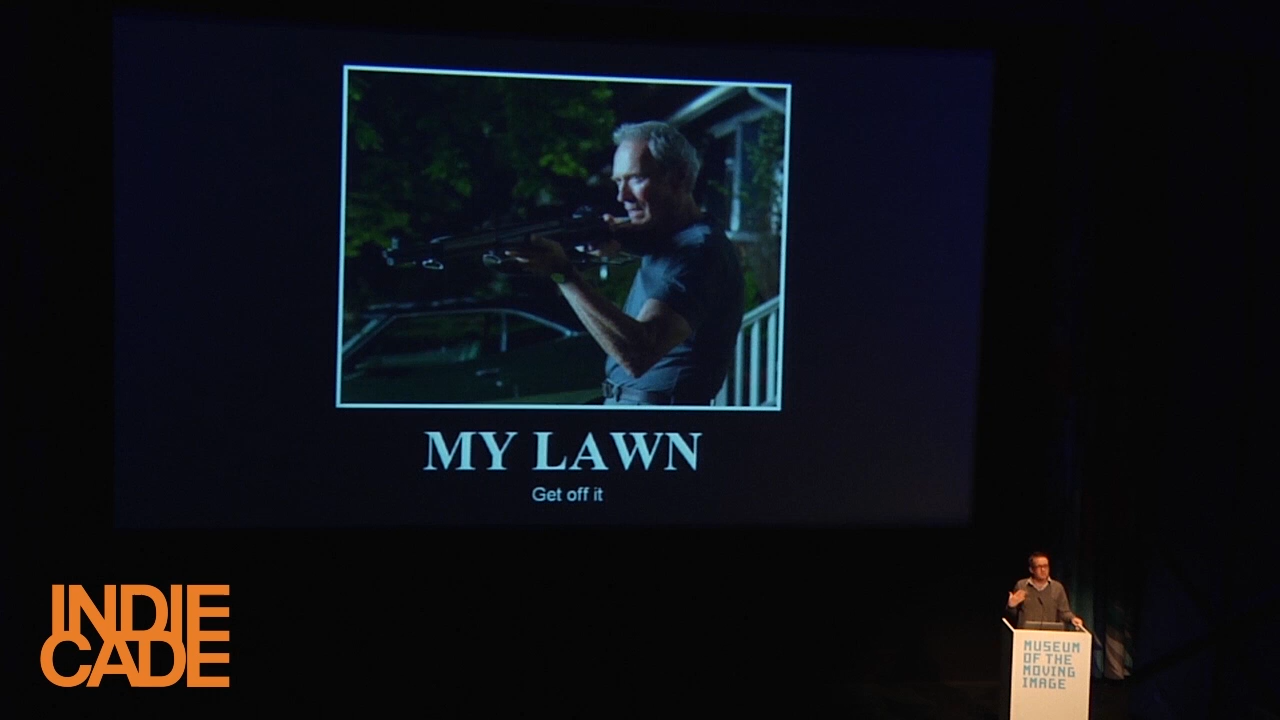 MY LAWN
Get off it
INDIE
CADE
MUSEUM
OF THE
MOVING
IMAGE